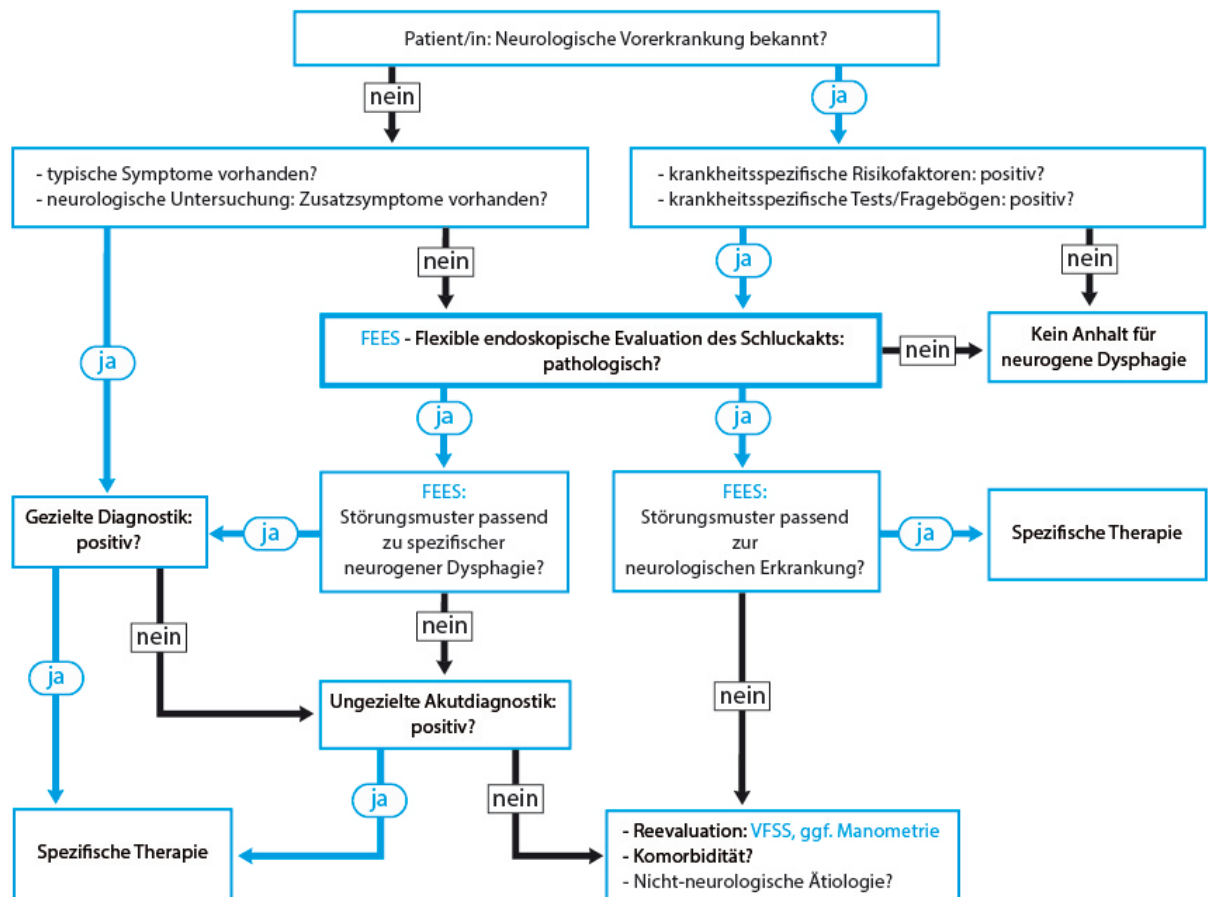 Patient/in: Neurologische Vorerkrankung bekannt?
nein
ja
- typische Symptome vorhanden?
- neurologische Untersuchung: Zusatzsymptome vorhanden?
- krankheitsspezifische Risikofaktoren: positiv?
- krankheitsspezifische Tests/Fragebögen: positiv?
nein
ja
nein
ja
FEES - Flexible endoskopische Evaluation des Schluckakts:
pathologisch?
nein
Kein Anhalt für
neurogene Dysphagie
ja
ja
Gezielte Diagnostik:
positiv?
ja
FEES:
Störungsmuster passend
zu spezifischer
neurogener Dysphagie?
FEES:
Störungsmuster passend
zur
neurologischen Erkrankung?
ja
Spezifische Therapie
nein
nein
ja
nein
Ungezielte Akutdiagnostik:
positiv?
ja
nein
Spezifische Therapie
- Reevaluation: VFSS, ggf. Manometrie
- Komorbidität?
- Nicht-neurologische Ätiologie?